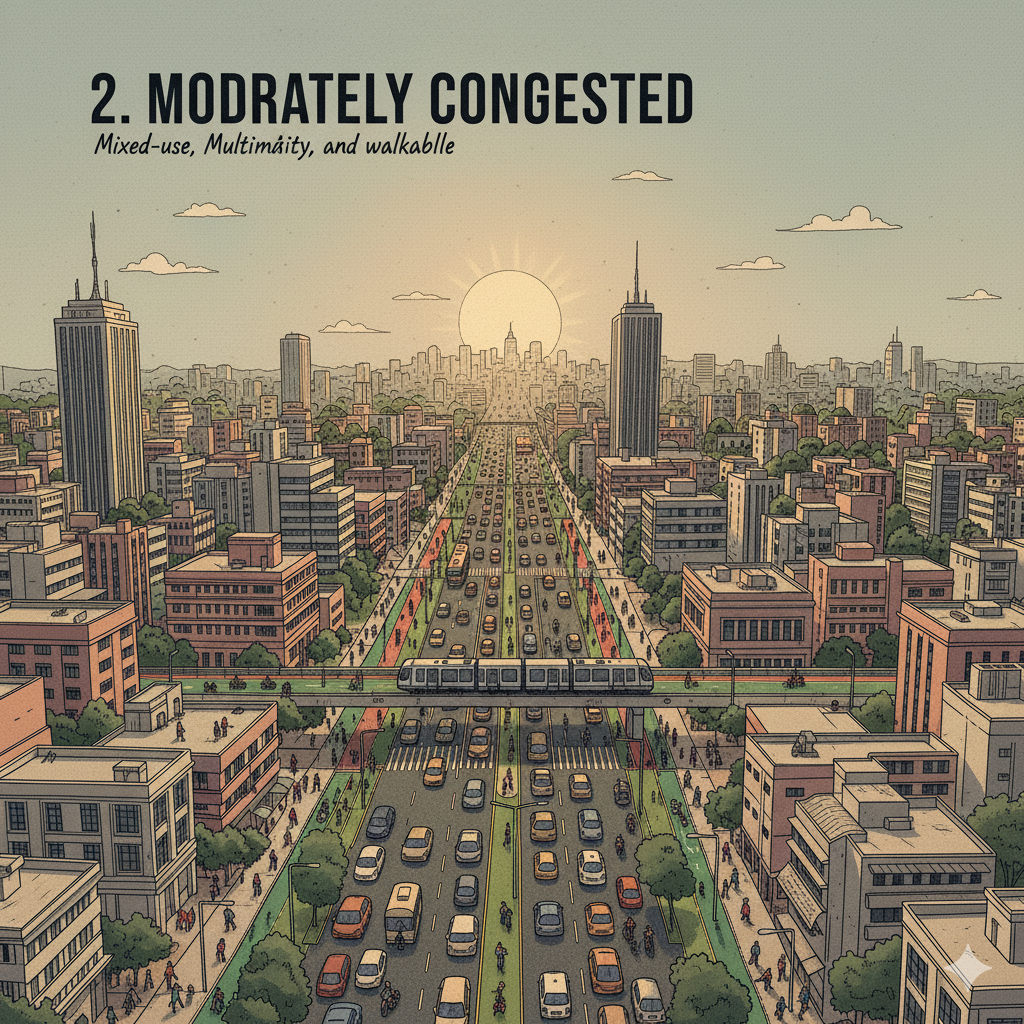 2. MODRATELY CONGESTED
Mixed-use, Multimáity, and walkablle